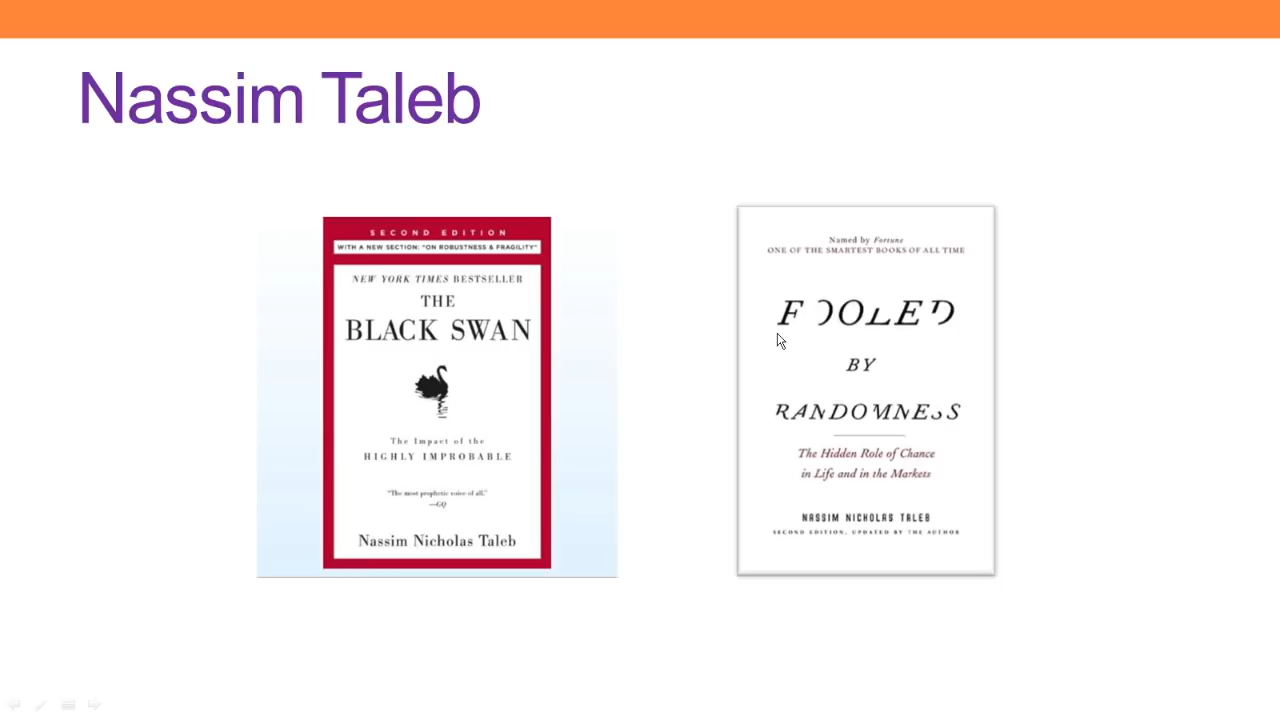 Nassim Taleb
SECOND EDITION
WITH A NEW SECTION: "ON ROBUSTNESS & FRAGILITY"
NEW YORK TIMES BESTSELLER
THE
BLACK SWAN
The Impact of the
HIGHLY IMPROBABLE
"The most prophetic voice of all."
—GQ
Nassim Nicholas Taleb
Named by Fortune
ONE OF THE SMARTEST BOOKS OF ALL TIME
FOOLED
BY
RANDOMNESS
The Hidden Role of Chance
in Life and in the Markets
NASSIM NICHOLAS TALEB
SECOND EDITION, UPDATED BY THE AUTHOR